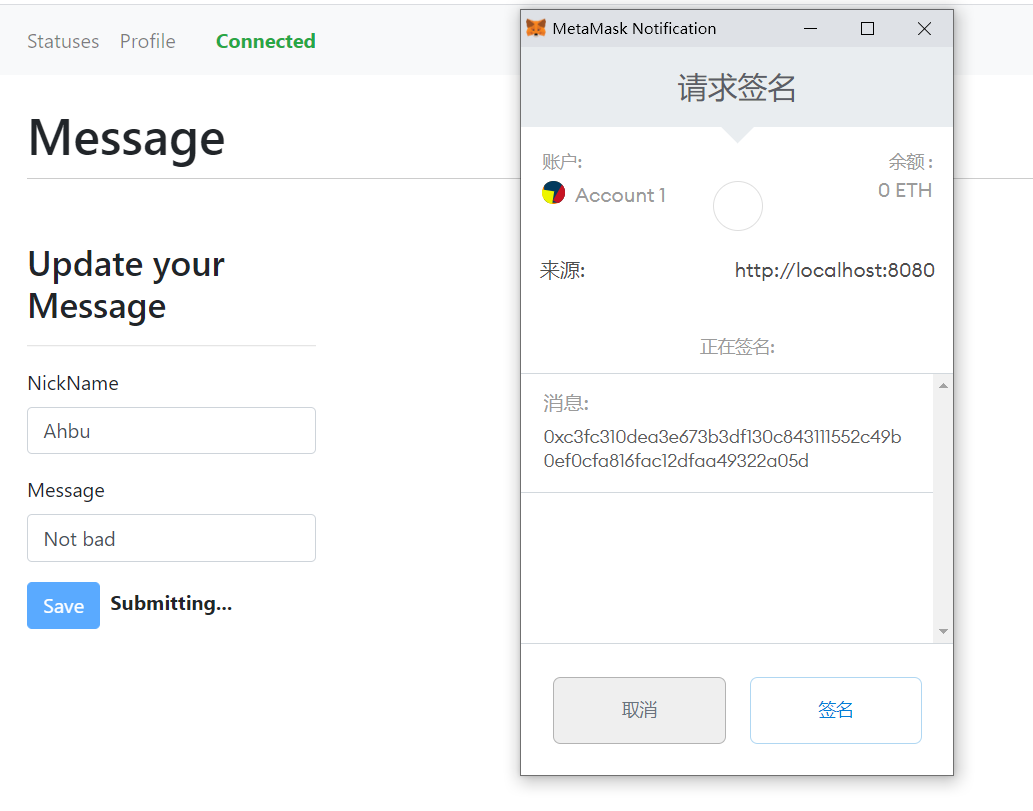 Statuses Profile Connected
Message
Update your
Message
NickName
Ahbu
Message
Not bad
Save Submitting...
MetaMask Notification
请求签名
账户: 余额:
Account 1 0 ETH
来源: http://localhost:8080
正在签名:
消息:
0xc3fc310dea3e673b3df130c843111552c49b
0ef0cfa816fac12dfaa49322a05d
取消 签名